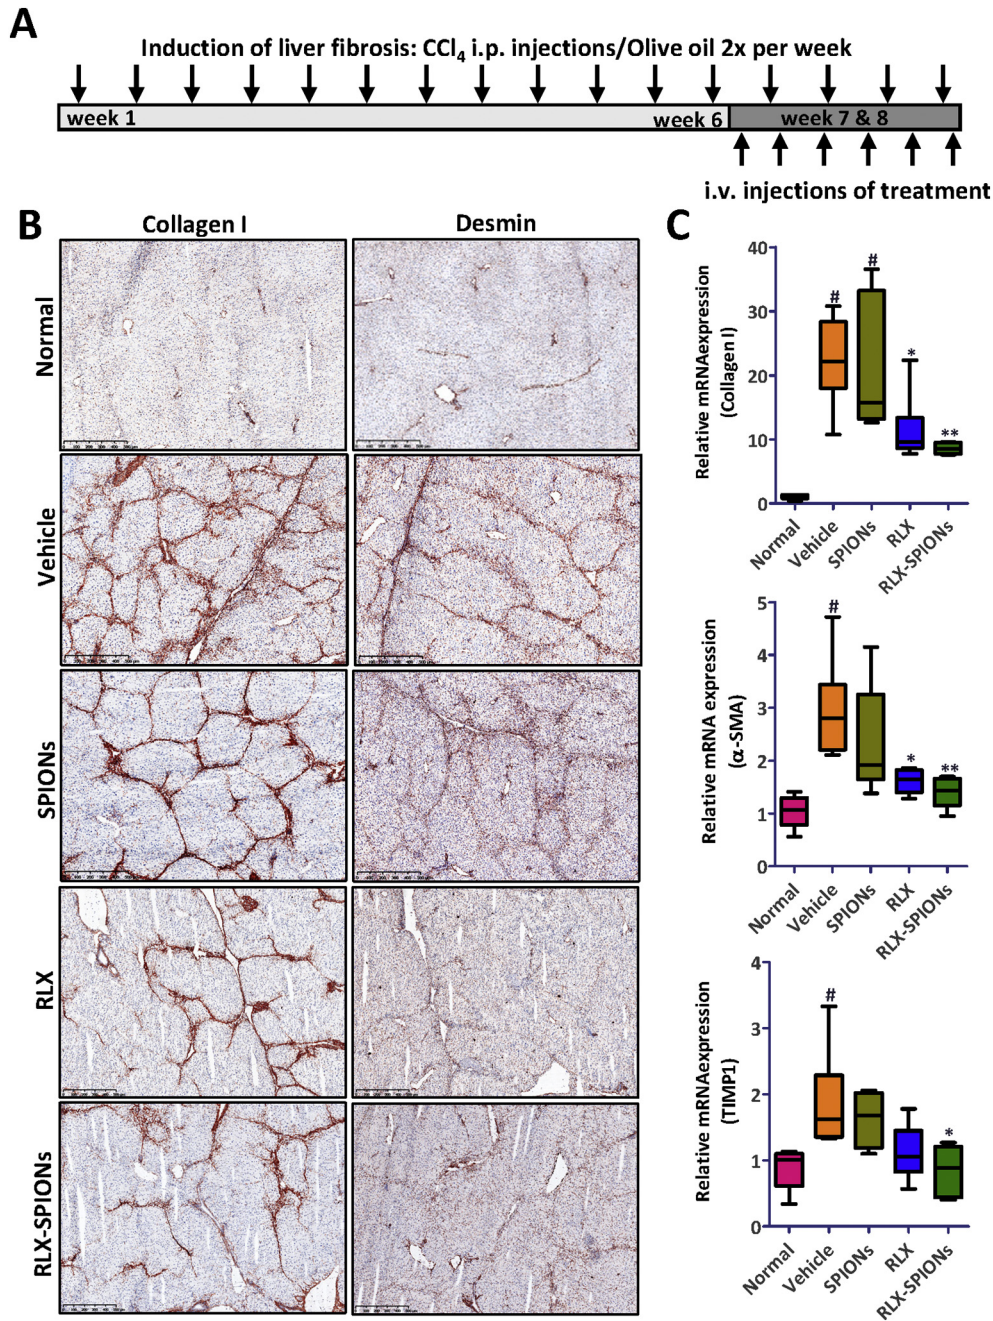 A
Induction of liver fibrosis: CCl4 i.p. injections/Olive oil 2x per week
week 1
week 6
week 7 & 8
i.v. injections of treatment
B
Collagen I
Desmin
Normal
Vehicle
SPIONs
RLX
RLX-SPIONs
C
Relative mRNAexpression
(Collagen I)
40
30
20
10
0
#
#
*
**
Normal
Vehicle
SPIONs
RLX
RLX-SPIONs
Relative mRNA expression
(α-SMA)
5
4
3
2
1
0
#
*
**
Normal
Vehicle
SPIONs
RLX
RLX-SPIONs
Relative mRNAexpression
(TIMP1)
4
3
2
1
0
#
*
Normal
Vehicle
SPIONs
RLX
RLX-SPIONs